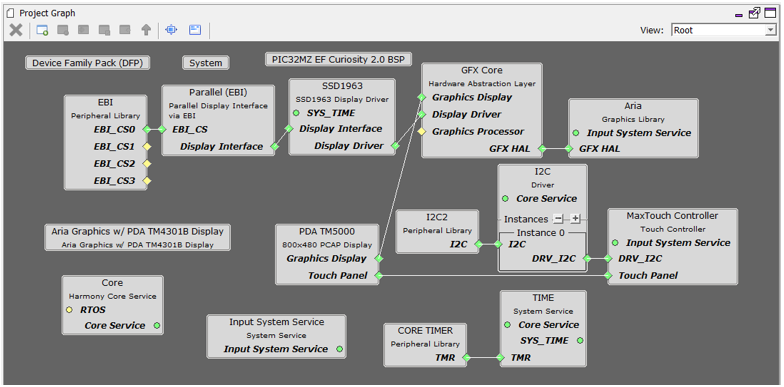 Project Graph
View: Root
Device Family Pack (DFP)
System
PIC32MZ EF Curiosity 2.0 BSP
EBI
Peripheral Library
EBI_CS0
EBI_CS1
EBI_CS2
EBI_CS3
Parallel (EBI)
Parallel Display Interface
via EBI
EBI_CS
Display Interface
SSD1963
SSD1963 Display Driver
SYS_TIME
Display Interface
Display Driver
GFX Core
Hardware Abstraction Layer
Graphics Display
Display Driver
Graphics Processor
GFX HAL
Aria
Graphics Library
Input System Service
GFX HAL
Aria Graphics w/ PDA TM4301B Display
Aria Graphics w/ PDA TM4301B Display
PDA TM5000
800x480 PCAP Display
Graphics Display
Touch Panel
I2C2
Peripheral Library
I2C
I2C
Driver
Core Service
Instances
Instance 0
I2C
DRV_I2C
MaxTouch Controller
Touch Controller
Input System Service
DRV_I2C
Touch Panel
Core
Harmony Core Service
RTOS
Core Service
Input System Service
System Service
Input System Service
CORE TIMER
Peripheral Library
TMR
TIME
System Service
Core Service
SYS_TIME
TMR